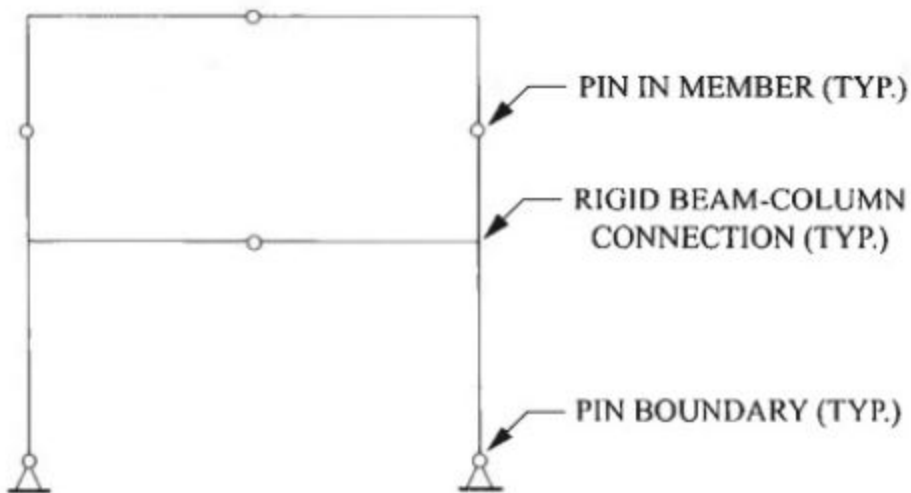 PIN IN MEMBER (TYP.)
RIGID BEAM-COLUMN
CONNECTION (TYP.)
PIN BOUNDARY (TYP.)